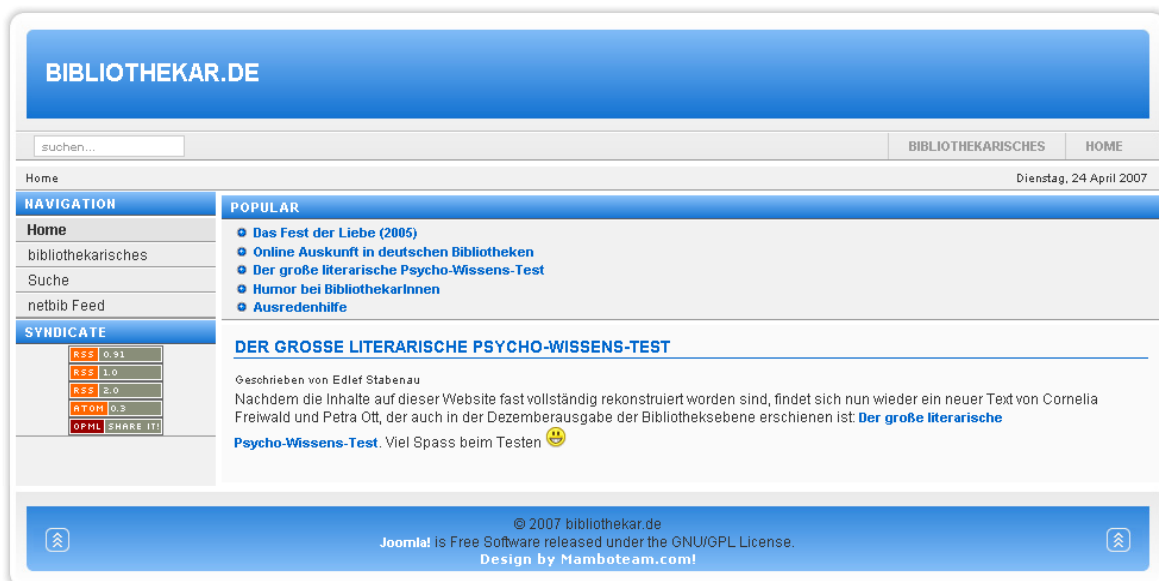 BIBLIOTHEKAR.DE
suchen...
BIBLIOTHEKARISCHES
HOME
Home
Dienstag, 24 April 2007
NAVIGATION
Home
bibliothekarisches
Suche
netbib Feed
SYNDICATE
RSS 0.91
RSS 1.0
RSS 2.0
ATOM 0.3
OPML SHARE IT!
POPULAR
Das Fest der Liebe (2005)
Online Auskunft in deutschen Bibliotheken
Der große literarische Psycho-Wissens-Test
Humor bei BibliothekarInnen
Ausredenhilfe
DER GROSSE LITERARISCHE PSYCHO-WISSENS-TEST
Geschrieben von Edlef Stabenau
Nachdem die Inhalte auf dieser Website fast vollständig rekonstruiert worden sind, findet sich nun wieder ein neuer Text von Cornelia
Freiwald und Petra Ott, der auch in der Dezemberausgabe der Bibliotheksebene erschienen ist: Der große literarische
Psycho-Wissens-Test. Viel Spass beim Testen
© 2007 bibliothekar.de
Joomla! is Free Software released under the GNU/GPL License.
Design by Mamboteam.com!